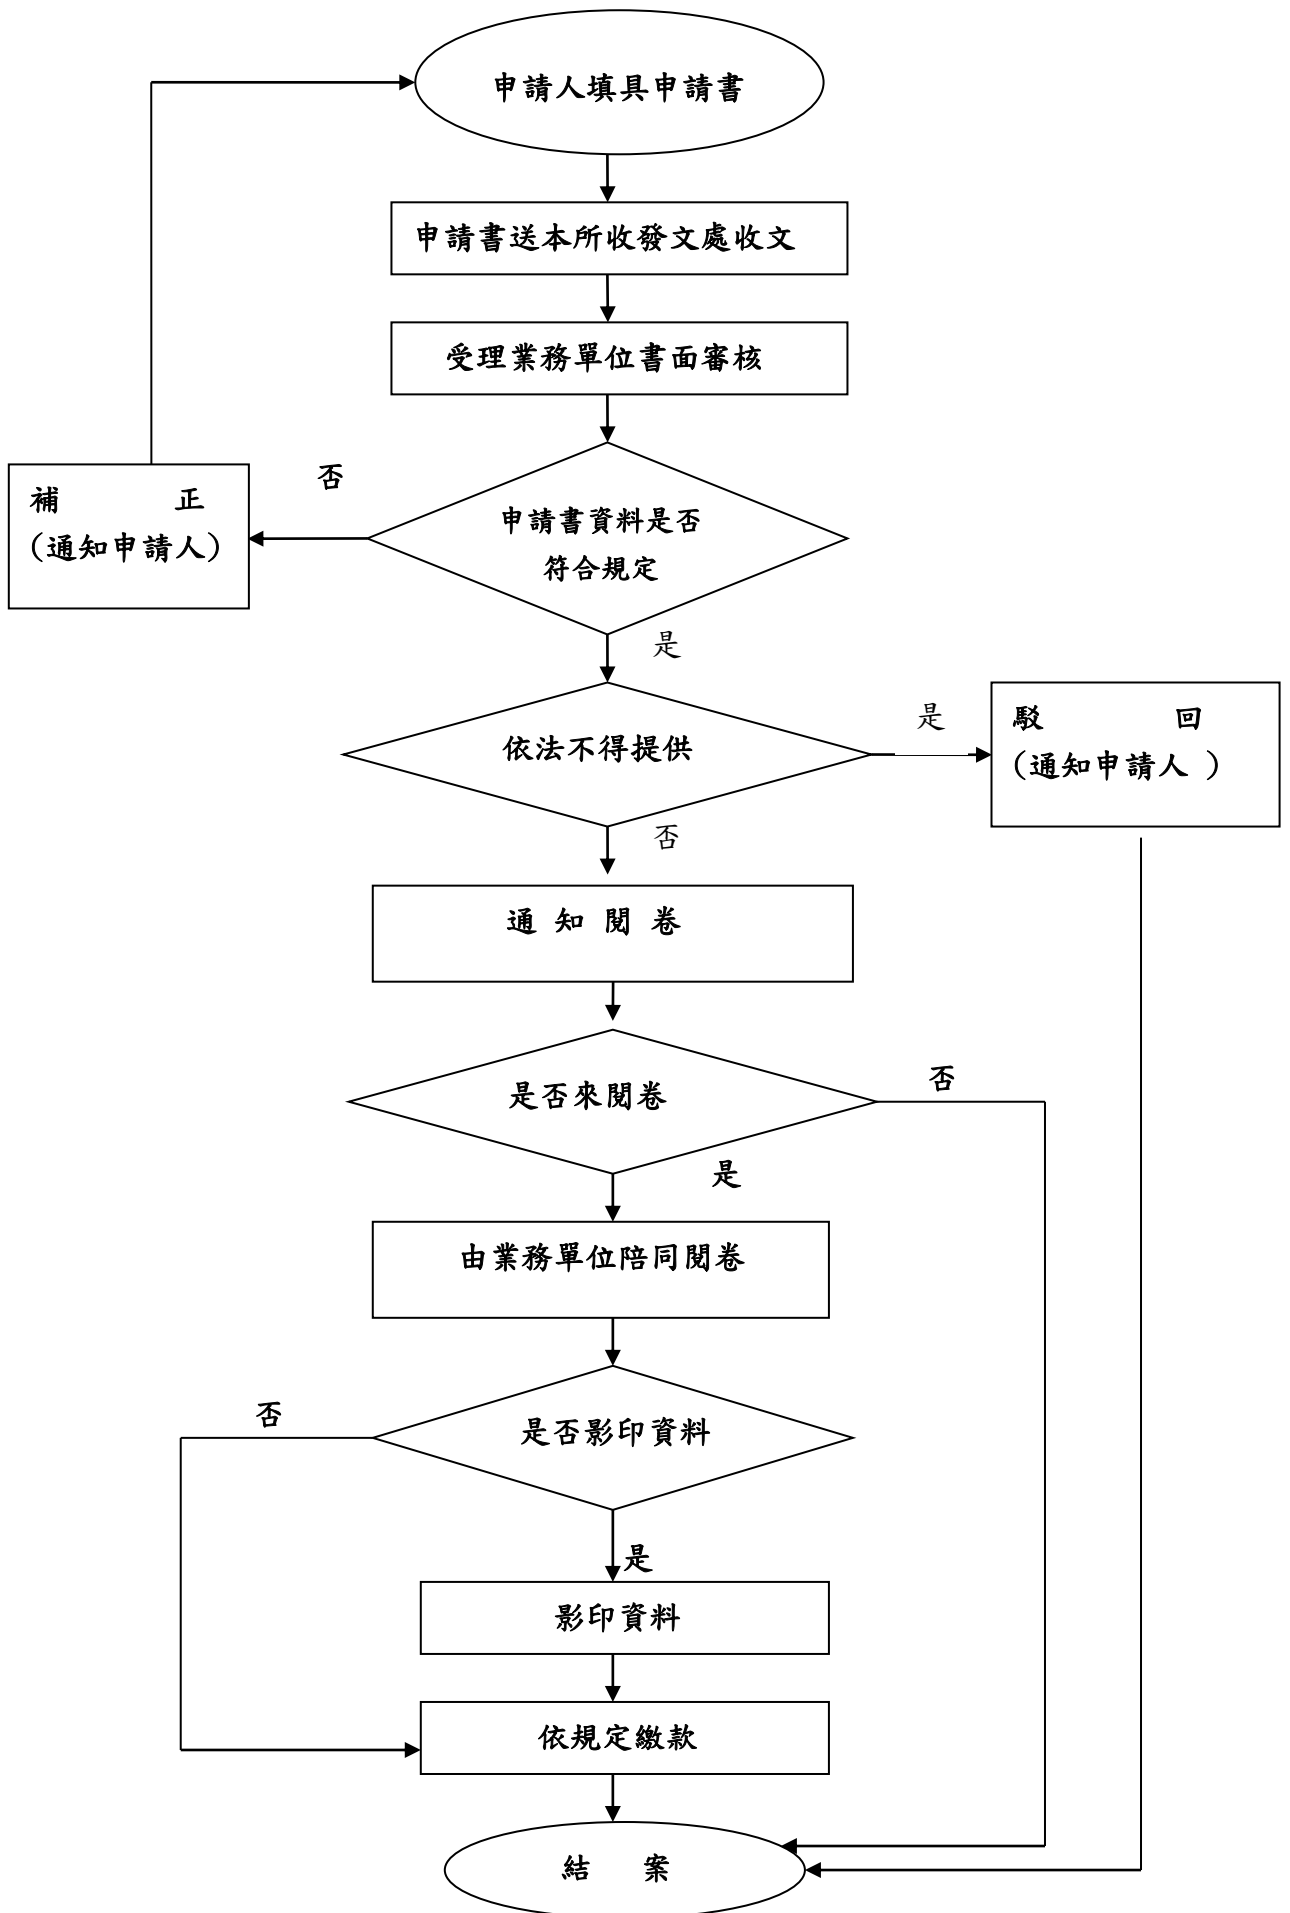 申請人填具申請書
申請書送本所收發文處收文
受理業務單位書面審核
否
補 正
(通知申請人)
申請書資料是否
符合規定
是
依法不得提供
是
駁 回
(通知申請人 )
否
通 知 閱 卷
是否來閱卷
否
是
由業務單位陪同閱卷
否
是否影印資料
是
影印資料
依規定繳款
結 案